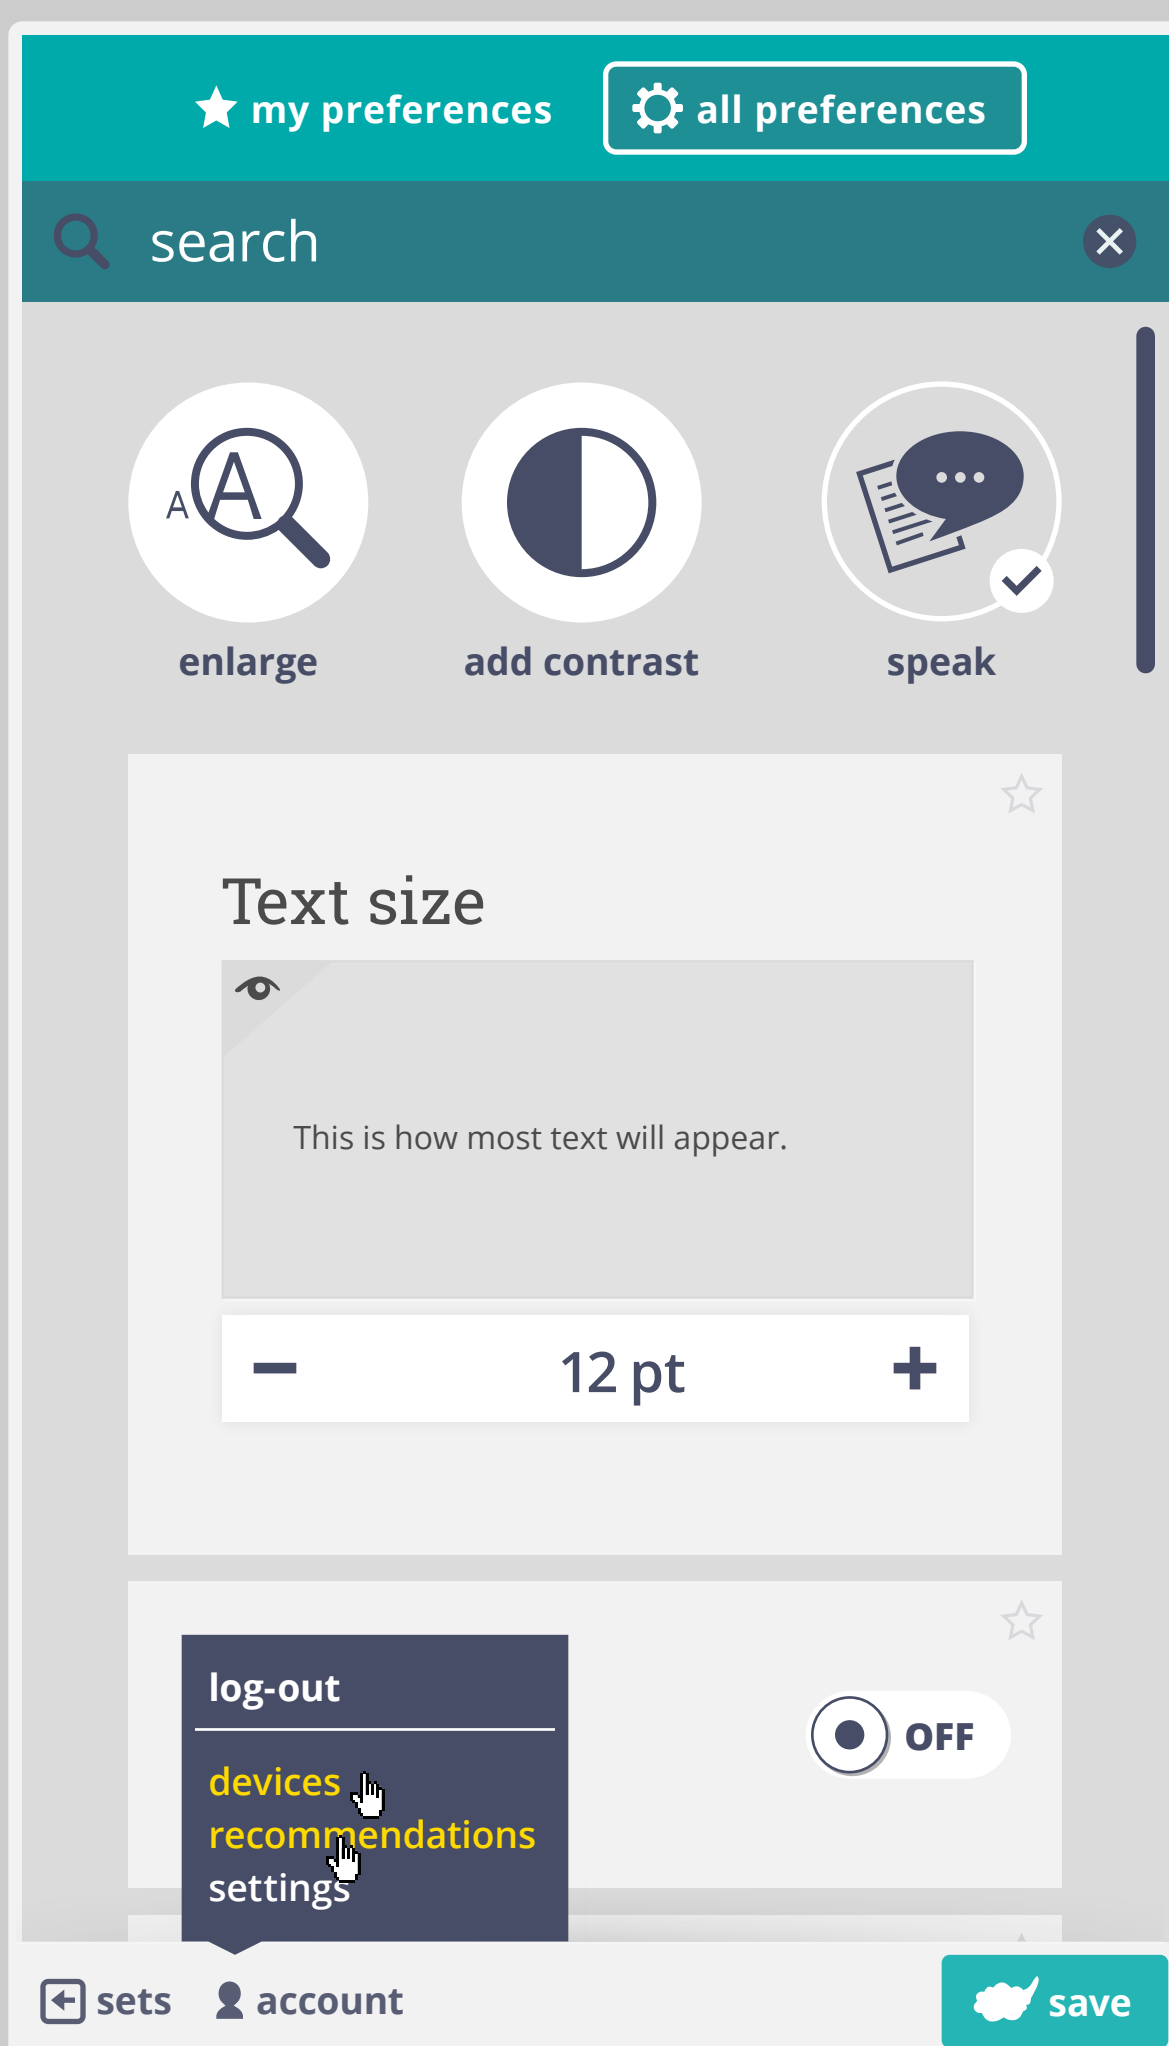 my preferences
all preferences
search
A A
enlarge
add contrast
speak
Text size
This is how most text will appear.
12 pt
log-out
OFF
devices
recommendations
settings
sets
account
save